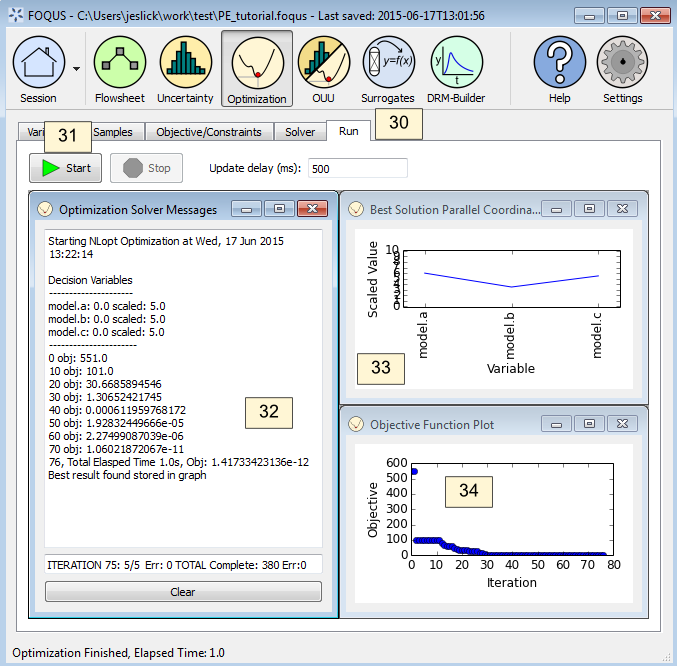 FOQUS - C:\Users\jeslick\work\test\PE_tutorial.foqus - Last saved: 2015-06-17T13:01:56
y=f(x)
y
t
?
Session
Flowsheet
Uncertainty
Optimization
OUU
Surrogates
DRM-Builder
Help
Settings
Vari
31
Samples
Objective/Constraints
Solver
Run
30
Start
Stop
Update delay (ms):
500
Optimization Solver Messages
Starting NLopt Optimization at Wed, 17 Jun 2015
13:22:14
Decision Variables
---------------------
model.a: 0.0 scaled: 5.0
model.b: 0.0 scaled: 5.0
model.c: 0.0 scaled: 5.0
----------------------
0 obj: 551.0
10 obj: 101.0
20 obj: 30.6685894546
30 obj: 1.30652421745
40 obj: 0.000611959768172
50 obj: 1.92832449666e-05
60 obj: 2.27499087039e-06
70 obj: 1.06021872067e-11
76, Total Elasped Time 1.0s, Obj: 1.41733423136e-12
Best result found stored in graph
32
ITERATION 75: 5/5 Err: 0 TOTAL Complete: 380 Err:0
Clear
Best Solution Parallel Coordina...
Scaled Value
10
9
8
7
6
5
4
3
2
1
0
model.a
model.b
model.c
Variable
33
Objective Function Plot
Objective
600
500
400
300
200
100
0
34
0 10 20 30 40 50 60 70 80
Iteration
Optimization Finished, Elapsed Time: 1.0